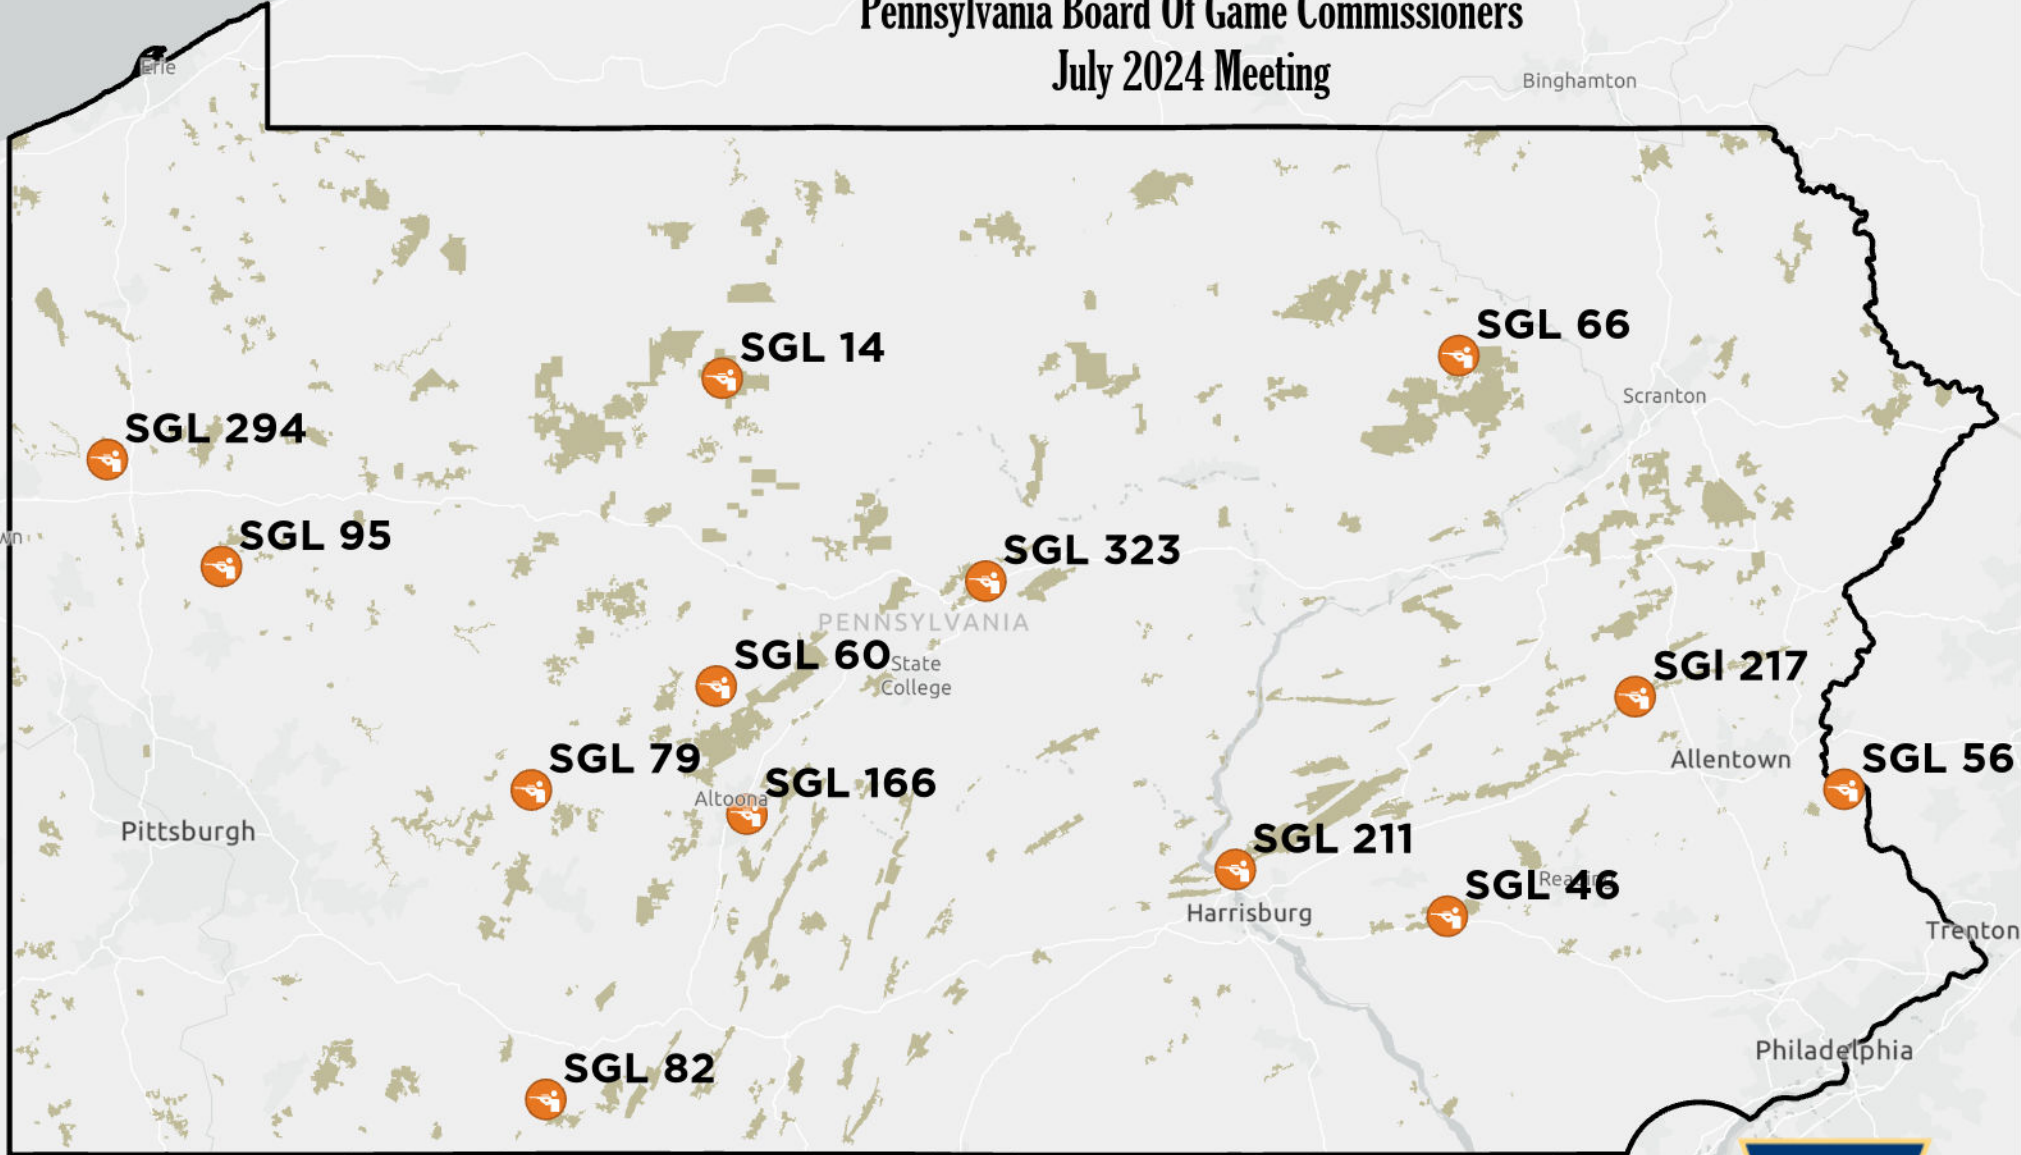 Pennsylvania Board Of Game Commissioners
July 2024 Meeting
Erie
Binghamton
SGL 66
SGL 14
Scranton
SGL 294
SGL 95
wn
SGL 323
PENNSYLVANIA
SGL 60
State
College
SGl 217
SGL 79
Allentown
SGL 56
Altoona
SGL 166
Pittsburgh
SGL 211
SGL 46
Reading
Harrisburg
Trenton
Philadelphia
SGL 82